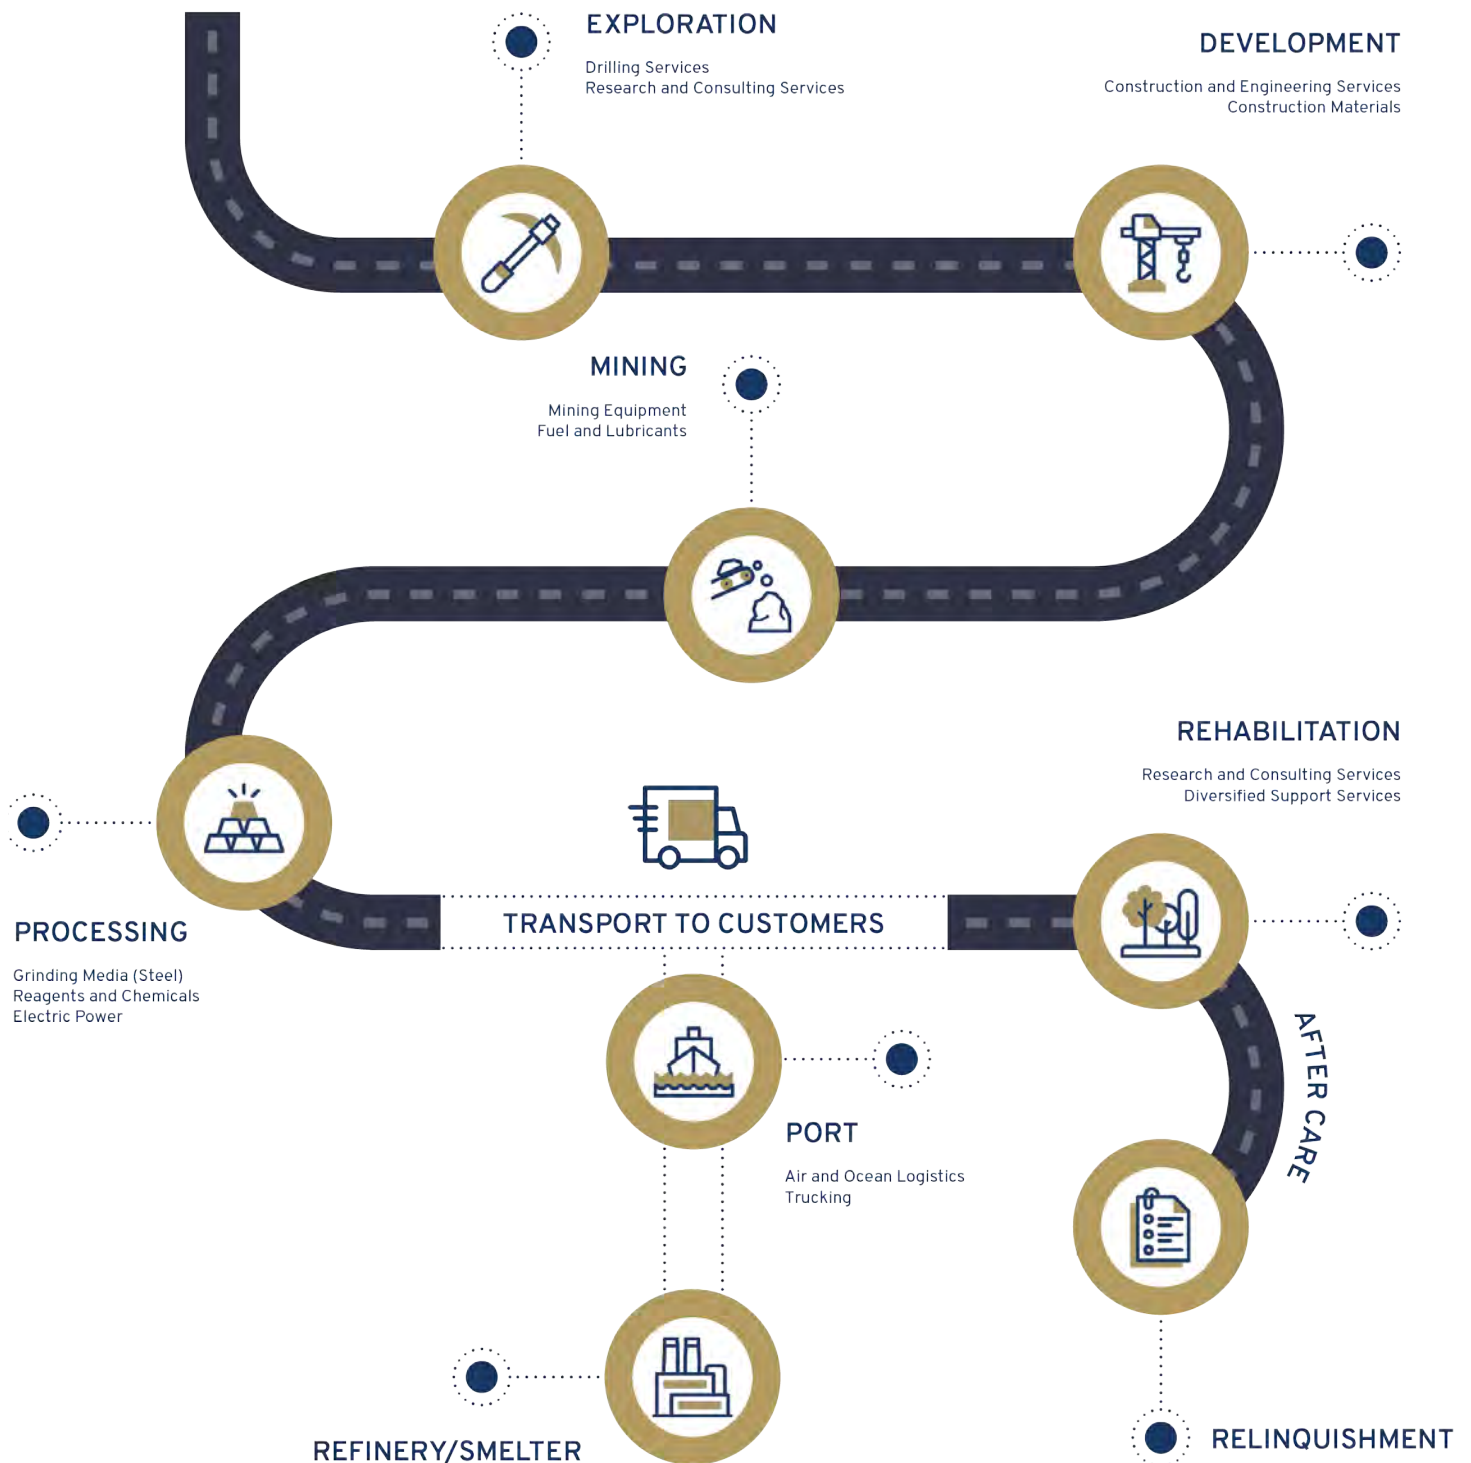 EXPLORATION
Drilling Services
Research and Consulting Services
DEVELOPMENT
Construction and Engineering Services
Construction Materials
MINING
Mining Equipment
Fuel and Lubricants
PROCESSING
Grinding Media (Steel)
Reagents and Chemicals
Electric Power
TRANSPORT TO CUSTOMERS
REHABILITATION
Research and Consulting Services
Diversified Support Services
PORT
Air and Ocean Logistics
Trucking
AFTER CARE
REFINERY/SMELTER
RELINQUISHMENT